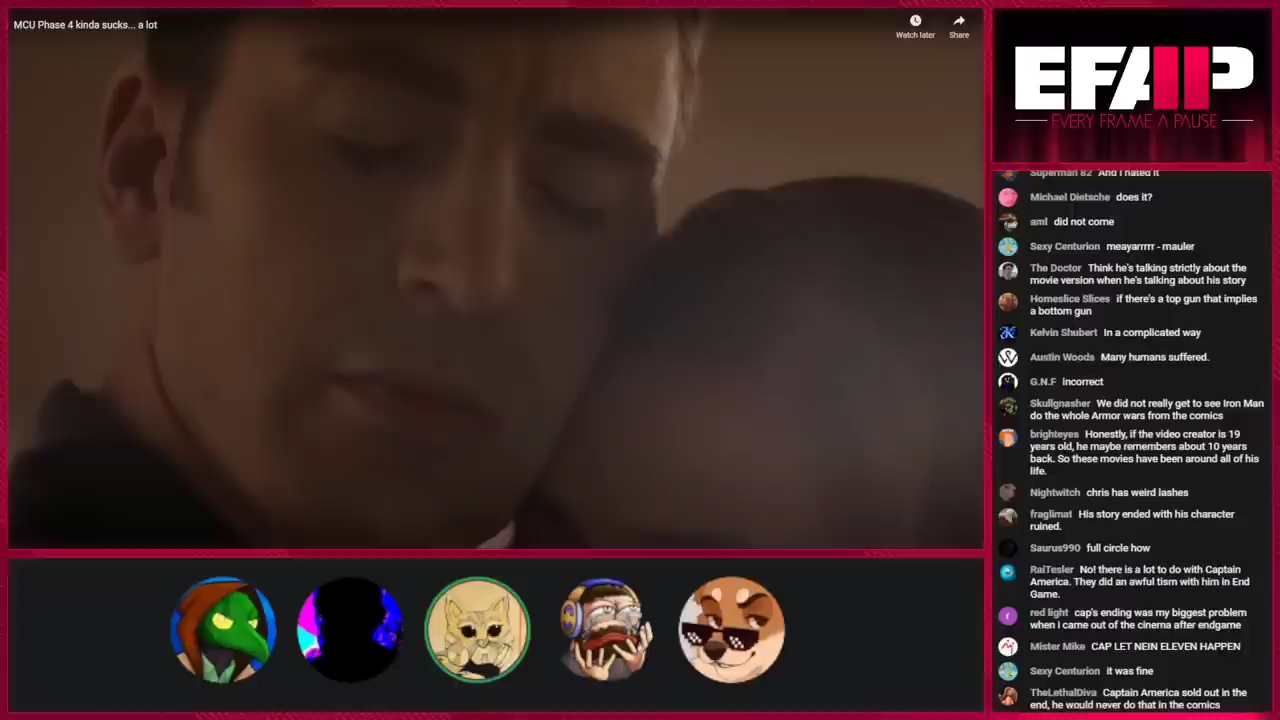 MCU Phase 4 kinda sucks... a lot
Watch later
Share
EFAP
EVERY FRAME A PAUSE
Superman 82 And I hated it
Michael Dietsche does it?
aml did not come
Sexy Centurion meayarrrrr - mauler
The Doctor Think he's talking strictly about the
movie version when he's talking about his story
Homeslice Slices if there's a top gun that implies
a bottom gun
Kelvin Shubert In a complicated way
Austin Woods Many humans suffered.
G.N.F incorrect
Skullgnasher We did not really get to see Iron Man
do the whole Armor wars from the comics
brighteyes Honestly, if the video creator is 19
years old, he maybe remembers about 10 years
back. So these movies have been around all of his
life.
Nightwitch chris has weird lashes
fraglimat His story ended with his character
ruined.
Saurus990 full circle how
RaiTesler No! there is a lot to do with Captain
America. They did an awful tism with him in End
Game.
red light cap's ending was my biggest problem
when i came out of the cinema after endgame
Mister Mike CAP LET NEIN ELEVEN HAPPEN
Sexy Centurion it was fine
TheLethalDiva Captain America sold out in the
end, he would never do that in the comics